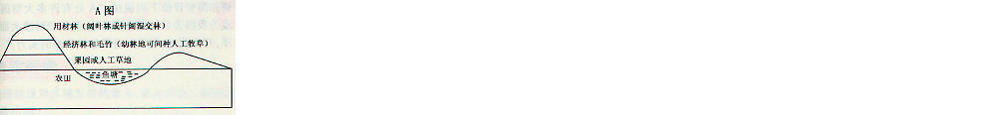 A 图
用材林（阔叶林或针阔混交林）
经济林和毛竹（幼林地可间种人工牧草）
果园或人工草地
农田
鱼塘